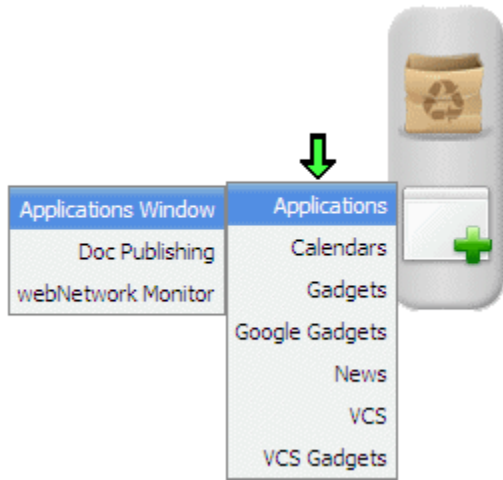 Applications Window
Doc Publishing
webNetwork Monitor
Applications
Calendars
Gadgets
Google Gadgets
News
VCS
VCS Gadgets